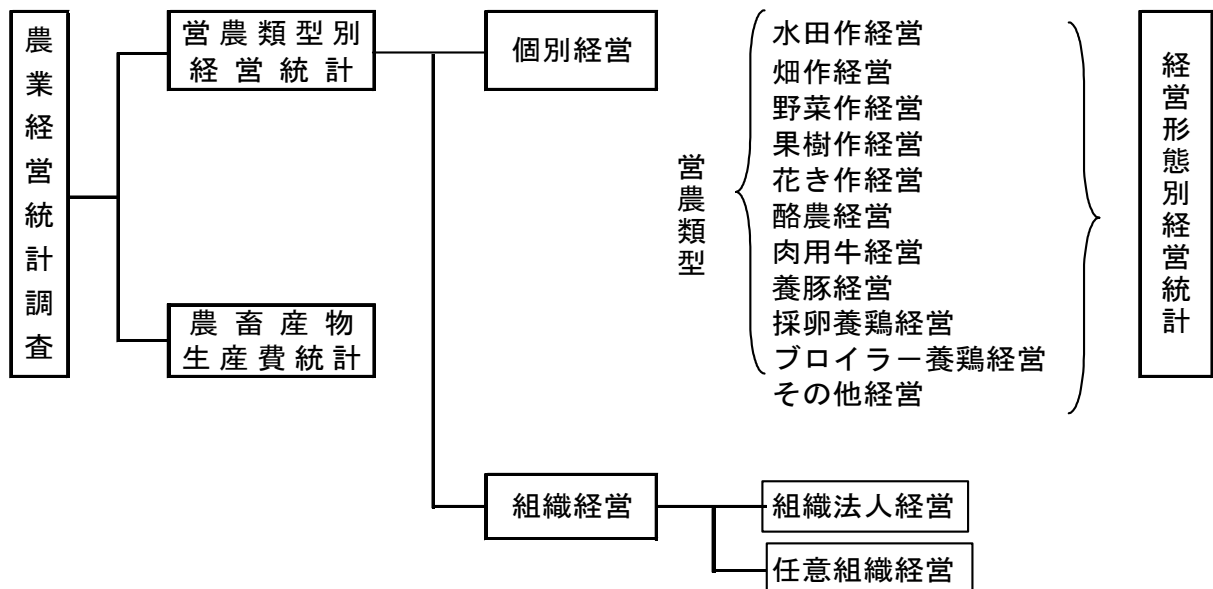 農業経営統計調査
営農類型別
経営統計
農畜産物
生産費統計
個別経営
営農類型
水田作経営
畑作経営
野菜作経営
果樹作経営
花き作経営
酪農経営
肉用牛経営
養豚経営
採卵養鶏経営
ブロイラー養鶏経営
その他経営
経営形態別経営統計
組織経営
組織法人経営
任意組織経営